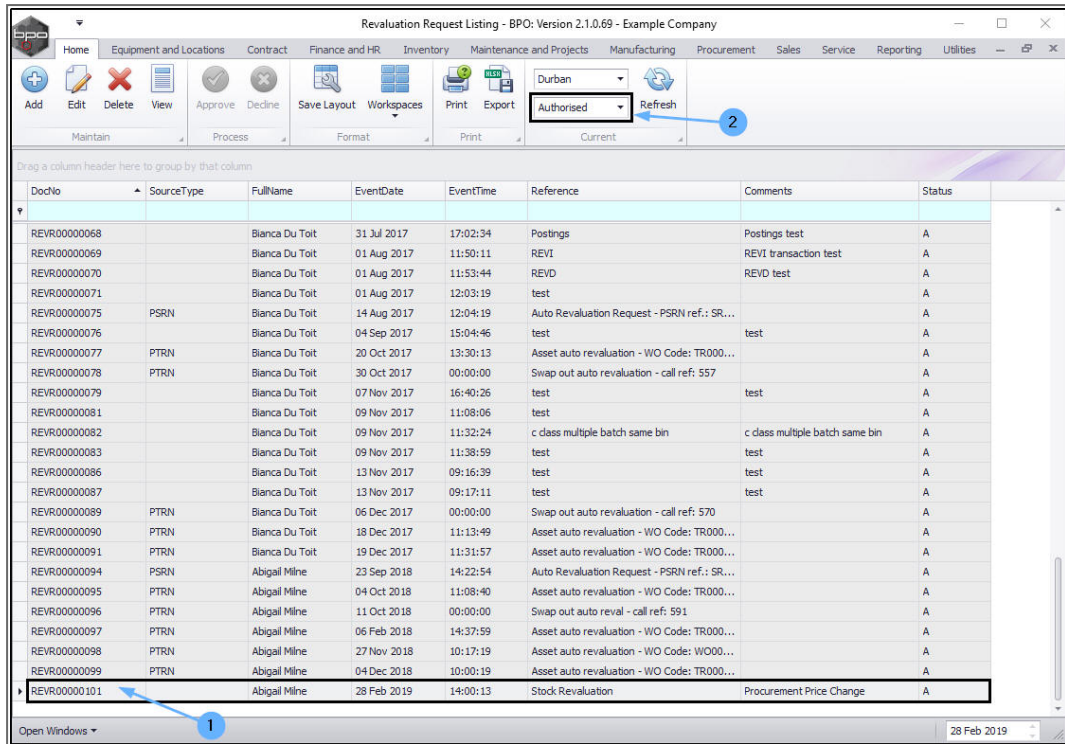 bpo
Revaluation Request Listing - BPO: Version 2.1.0.69 - Example Company
Home Equipment and Locations Contract Finance and HR Inventory Maintenance and Projects Manufacturing Procurement Sales Service Reporting Utilities
Add Edit Delete View Approve Decline Save Layout Workspaces Print Export Refresh
XLSX
Durban
Authorised
2
Maintain Process Format Print Current
Drag a column header here to group by that column
DocNo SourceType FullName EventDate EventTime Reference Comments Status
REVR00000068 Bianca Du Toit 31 Jul 2017 17:02:34 Postings Postings test A
REVR00000069 Bianca Du Toit 01 Aug 2017 11:50:11 REVI REVI transaction test A
REVR00000070 Bianca Du Toit 01 Aug 2017 11:53:44 REVD REVD test A
REVR00000071 Bianca Du Toit 01 Aug 2017 12:03:19 test A
REVR00000075 PSRN Bianca Du Toit 14 Aug 2017 12:04:19 Auto Revaluation Request - PSRN ref.: SR... A
REVR00000076 Bianca Du Toit 04 Sep 2017 15:04:46 test test A
REVR00000077 PTRN Bianca Du Toit 20 Oct 2017 13:30:13 Asset auto revaluation - WO Code: TR000... A
REVR00000078 PTRN Bianca Du Toit 30 Oct 2017 00:00:00 Swap out auto revaluation - call ref: 557 A
REVR00000079 Bianca Du Toit 07 Nov 2017 16:40:26 test test A
REVR00000081 Bianca Du Toit 09 Nov 2017 11:08:06 test A
REVR00000082 Bianca Du Toit 09 Nov 2017 11:32:24 c class multiple batch same bin c class multiple batch same bin A
REVR00000083 Bianca Du Toit 09 Nov 2017 11:38:59 test test A
REVR00000086 Bianca Du Toit 13 Nov 2017 09:16:39 test test A
REVR00000087 Bianca Du Toit 13 Nov 2017 09:17:11 test test A
REVR00000089 PTRN Bianca Du Toit 06 Dec 2017 00:00:00 Swap out auto revaluation - call ref: 570 A
REVR00000090 PTRN Bianca Du Toit 18 Dec 2017 11:13:49 Asset auto revaluation - WO Code: TR000... A
REVR00000091 PTRN Bianca Du Toit 19 Dec 2017 11:31:57 Asset auto revaluation - WO Code: TR000... A
REVR00000094 PSRN Abigail Milne 23 Sep 2018 14:22:54 Auto Revaluation Request - PSRN ref.: SR... A
REVR00000095 PTRN Abigail Milne 04 Oct 2018 11:08:40 Asset auto revaluation - WO Code: TR000... A
REVR00000096 PTRN Abigail Milne 11 Oct 2018 00:00:00 Swap out auto reval - call ref: 591 A
REVR00000097 PTRN Abigail Milne 06 Feb 2018 14:37:59 Asset auto revaluation - WO Code: TR000... A
REVR00000098 PTRN Abigail Milne 27 Nov 2018 10:17:19 Asset auto revaluation - WO Code: WO00... A
REVR00000099 PTRN Abigail Milne 04 Dec 2018 10:00:19 Asset auto revaluation - WO Code: TR000... A
REVR00000101 Abigail Milne 28 Feb 2019 14:00:13 Stock Revaluation Procurement Price Change A
1
Open Windows 28 Feb 2019